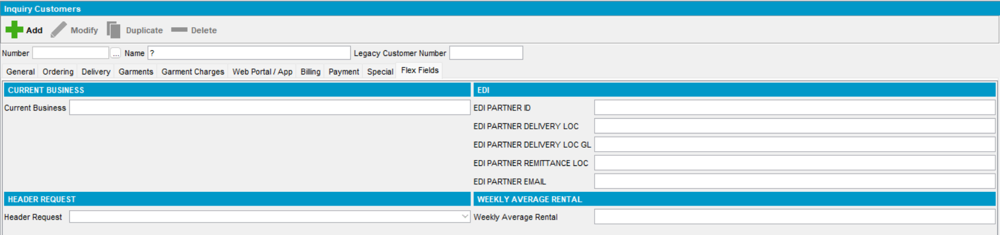 Inquiry Customers
Add Modify Duplicate Delete
Number ... Name ? Legacy Customer Number
General Ordering Delivery Garments Garment Charges Web Portal / App Billing Payment Special Flex Fields
CURRENT BUSINESS
Current Business
EDI
EDI PARTNER ID
EDI PARTNER DELIVERY LOC
EDI PARTNER DELIVERY LOC GL
EDI PARTNER REMITTANCE LOC
EDI PARTNER EMAIL
HEADER REQUEST
Header Request
WEEKLY AVERAGE RENTAL
Weekly Average Rental